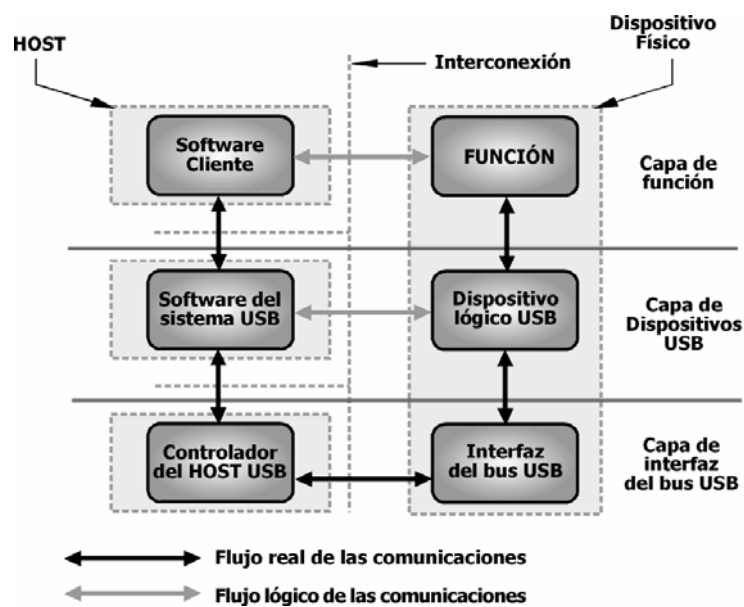 HOST
Interconexión
Dispositivo
Físico
Software
Cliente
FUNCIÓN
Capa de
función
Software del
sistema USB
Dispositivo
lógico USB
Capa de
Dispositivos
USB
Controlador
del HOST USB
Interfaz
del bus USB
Capa de
interfaz
del bus USB
Flujo real de las comunicaciones
Flujo lógico de las comunicaciones